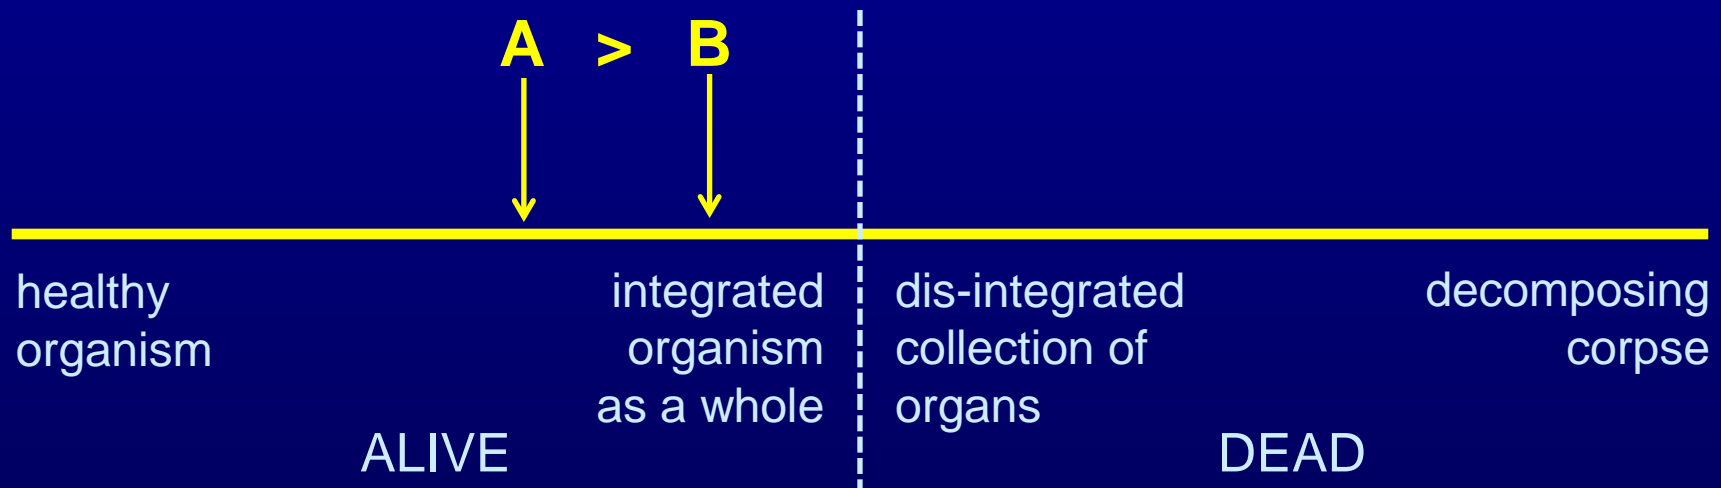 A > B
healthy
organism
integrated
organism
as a whole
dis-integrated
collection of
organs
decomposing
corpse
ALIVE
DEAD